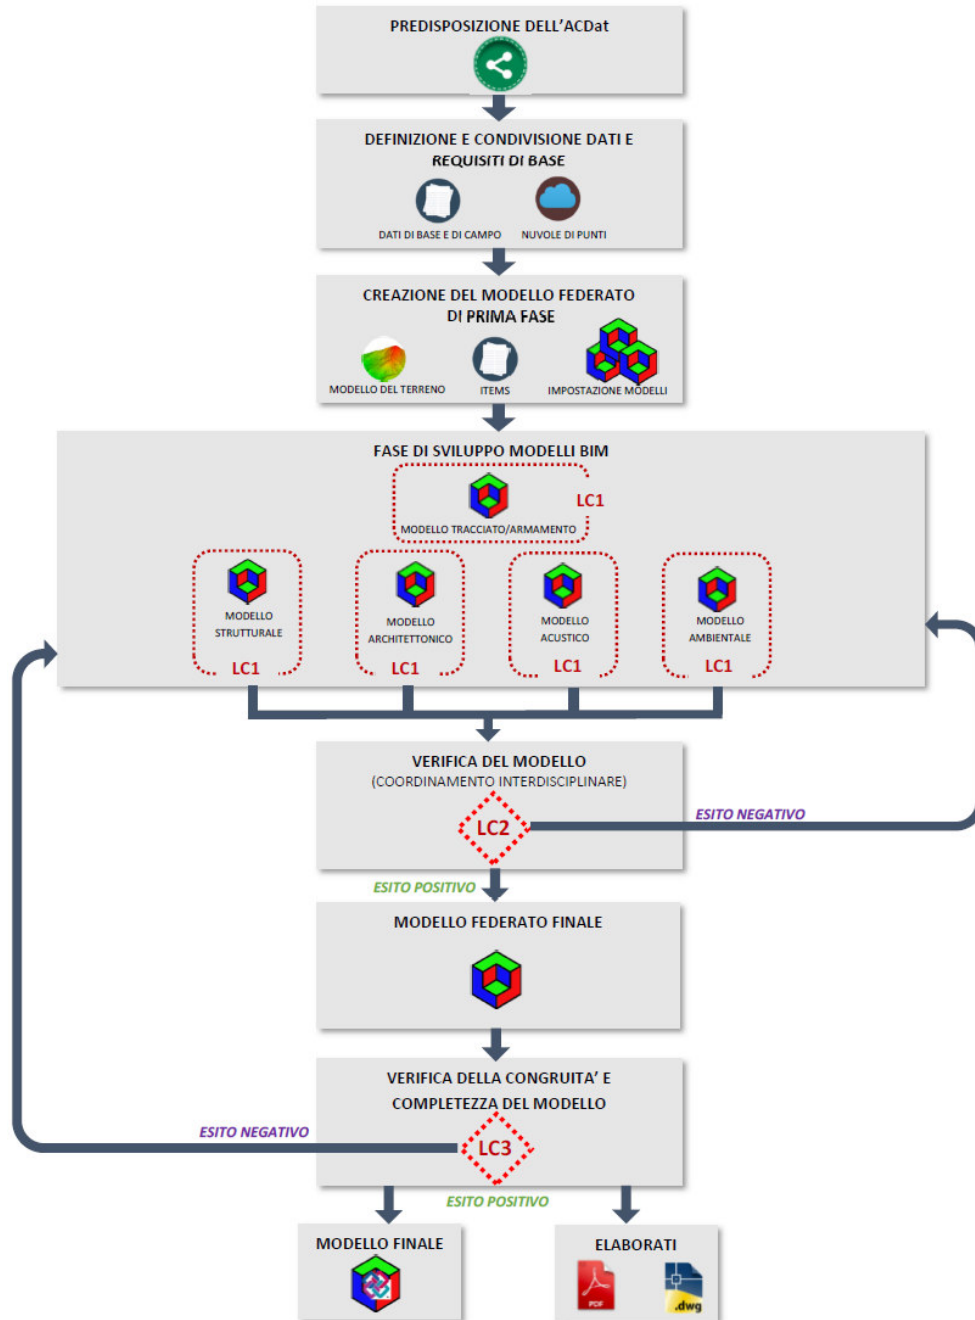 PREDISPOSIZIONE DELL'ACDat
DEFINIZIONE E CONDIVISIONE DATI E
REQUISITI DI BASE
DATI DI BASE E DI CAMPO
NUVOLE DI PUNTI
CREAZIONE DEL MODELLO FEDERATO
DI PRIMA FASE
MODELLO DEL TERRENO
ITEMS
IMPOSTAZIONE MODELLI
FASE DI SVILUPPO MODELLI BIM
LC1
MODELLO TRACCIATO/ARMAMENTO
MODELLO
STRUTTURALE
LC1
MODELLO
ARCHITETTONICO
LC1
MODELLO
ACUSTICO
LC1
MODELLO
AMBIENTALE
LC1
VERIFICA DEL MODELLO
(COORDINAMENTO INTERDISCIPLINARE)
LC2
ESITO NEGATIVO
ESITO POSITIVO
MODELLO FEDERATO FINALE
VERIFICA DELLA CONGRUITA' E
COMPLETEZZA DEL MODELLO
ESITO NEGATIVO
LC3
ESITO POSITIVO
MODELLO FINALE
ELABORATI
PDF
.dwg